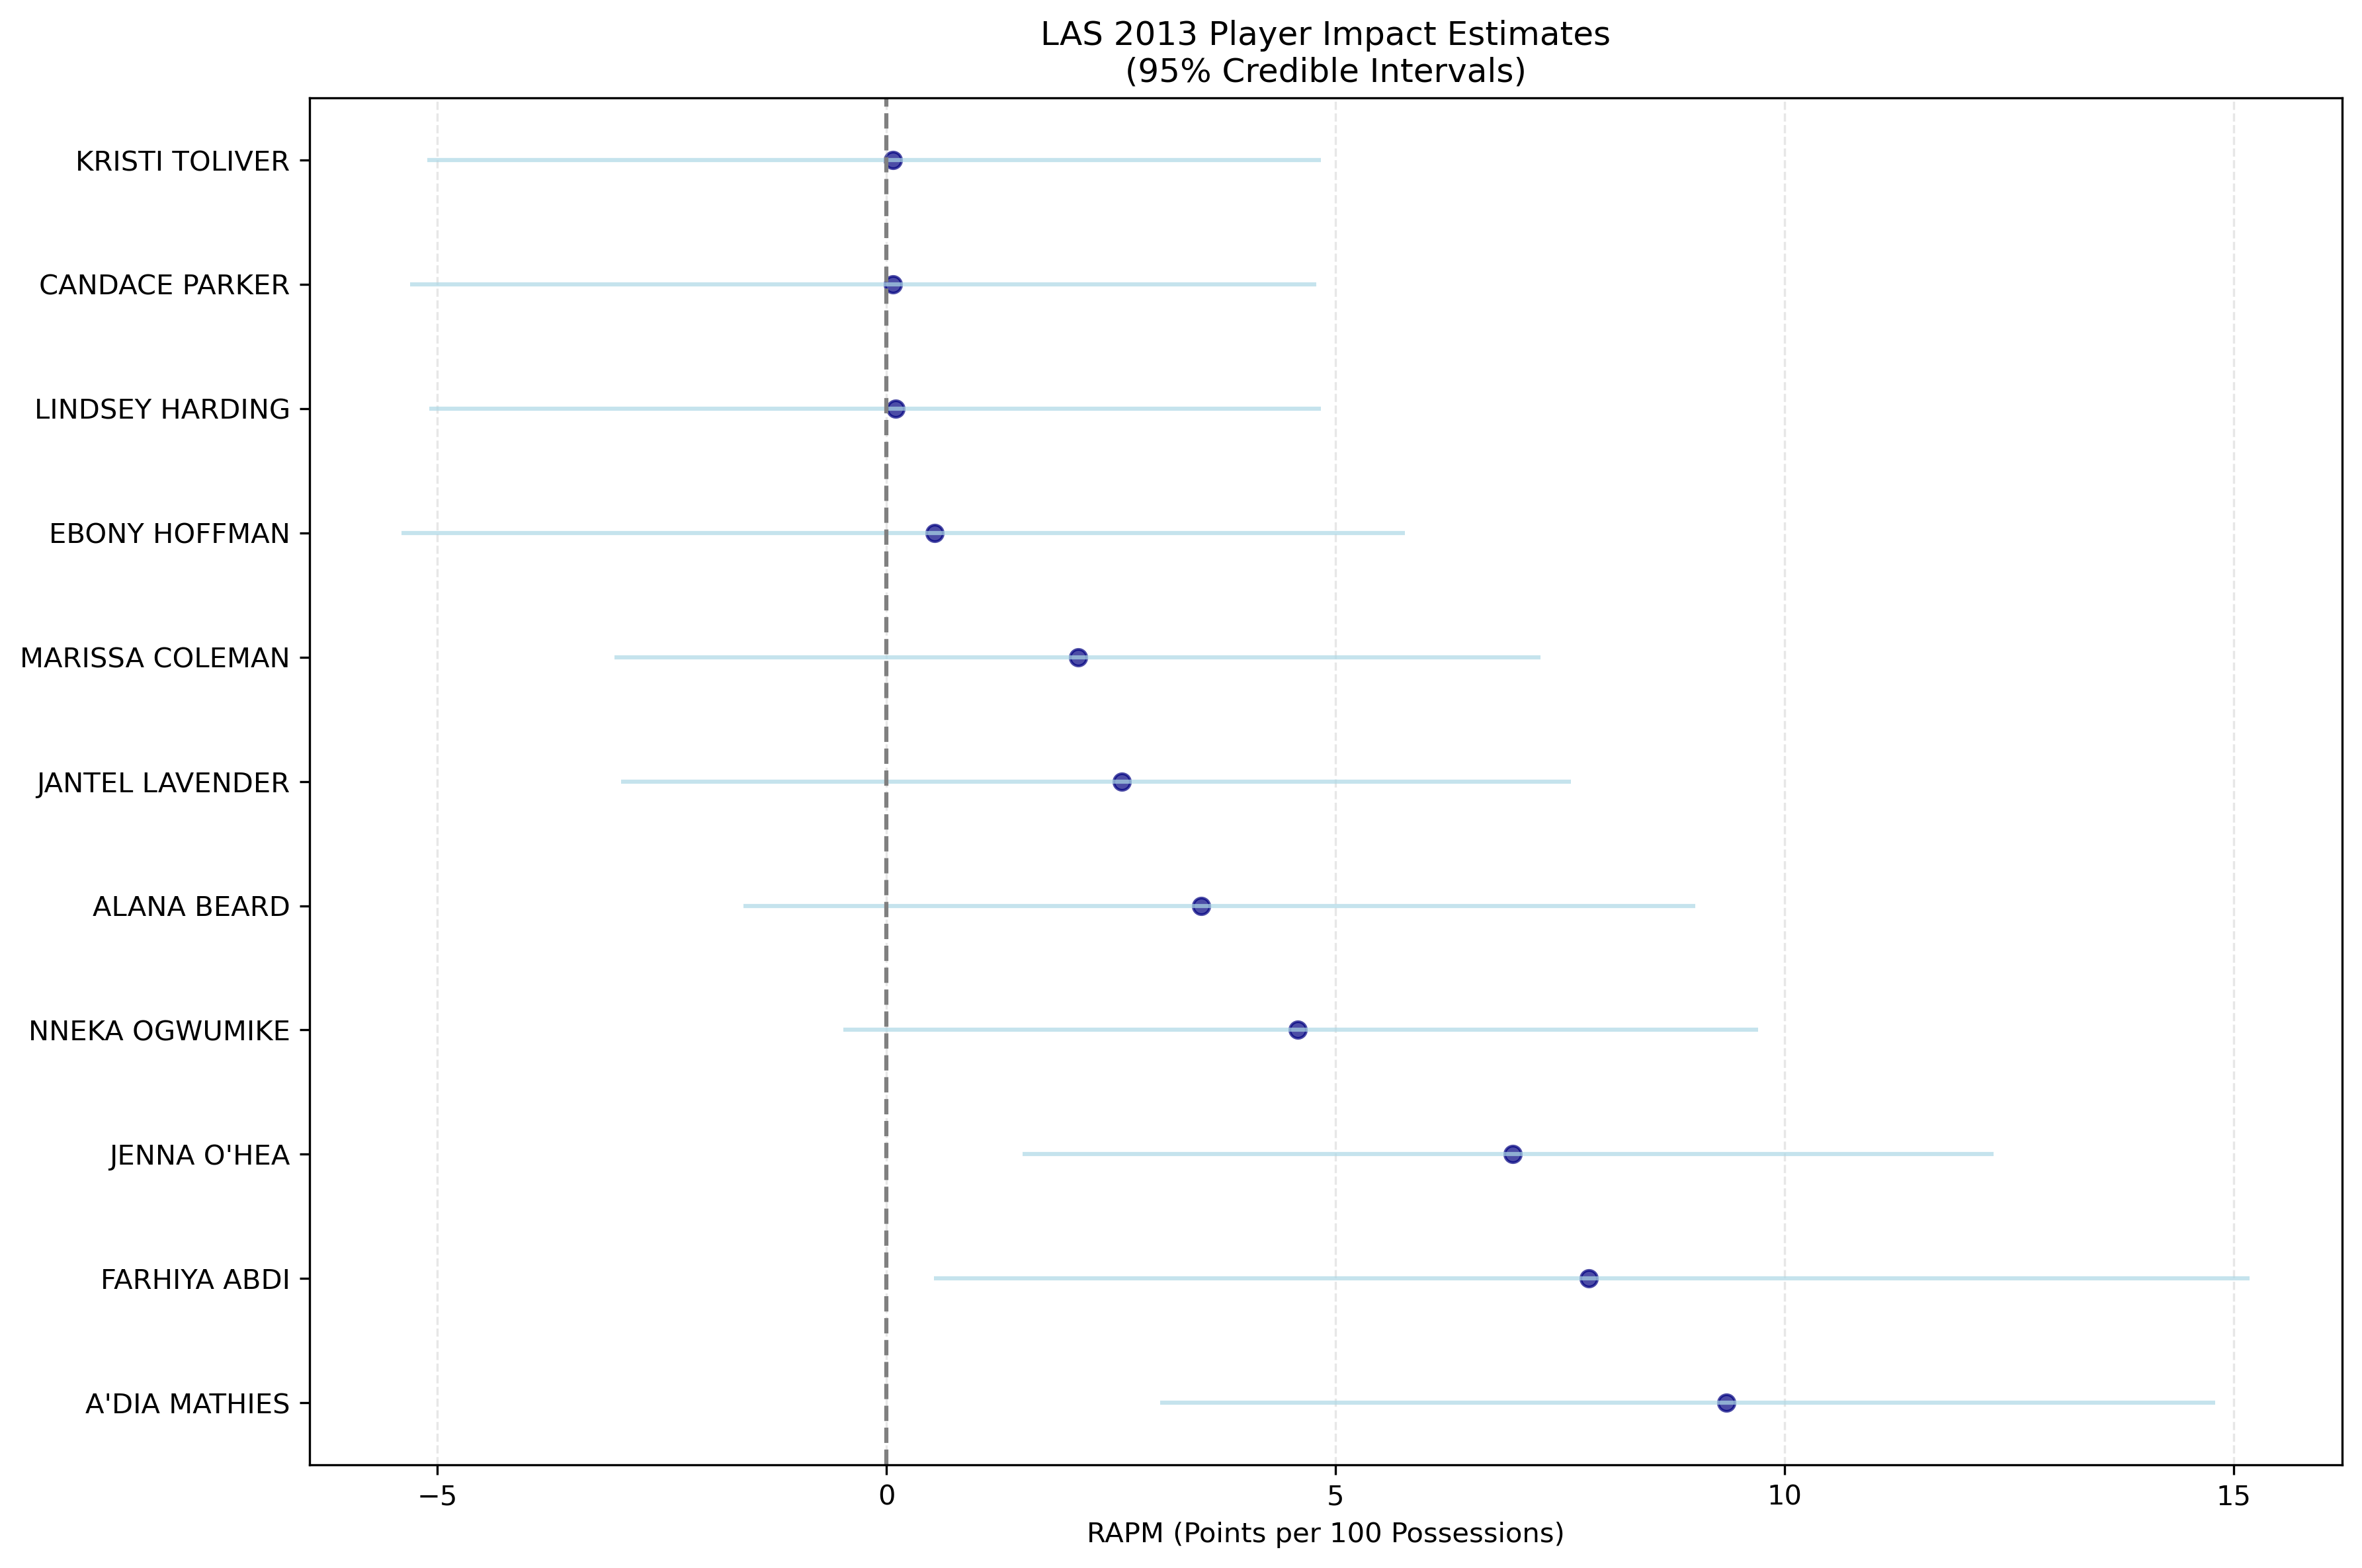 LAS 2013 Player Impact Estimates
(95% Credible Intervals)
KRISTI TOLIVER
CANDACE PARKER
LINDSEY HARDING
EBONY HOFFMAN
MARISSA COLEMAN
JANTEL LAVENDER
ALANA BEARD
NNEKA OGWUMIKE
JENNA O'HEA
FARHIYA ABDI
A'DIA MATHIES
−5 0 5 10 15
RAPM (Points per 100 Possessions)